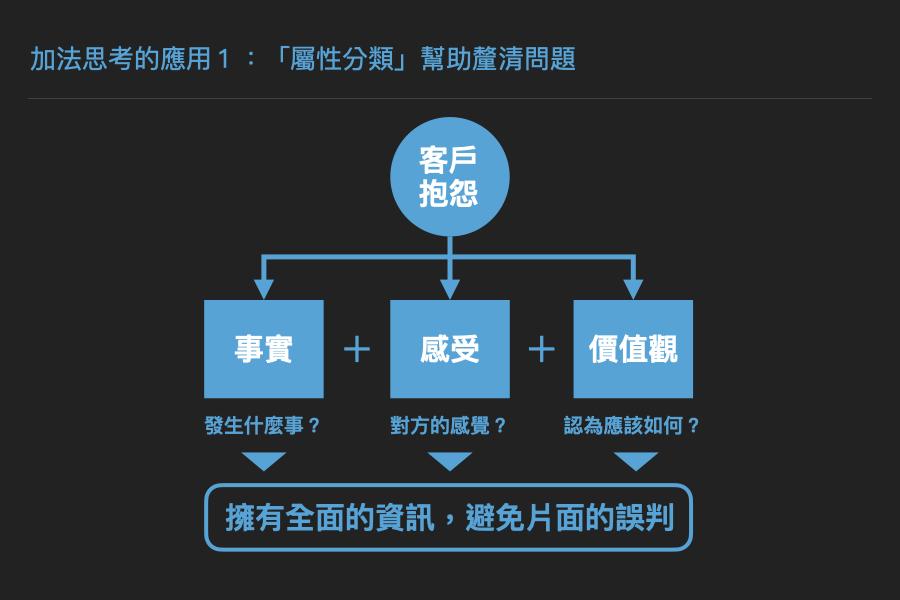 加法思考的應用1：「屬性分類」幫助釐清問題
客戶
抱怨
事實 + 感受 + 價值觀
發生什麼事？ 對方的感覺？ 認為應該如何？
擁有全面的資訊，避免片面的誤判